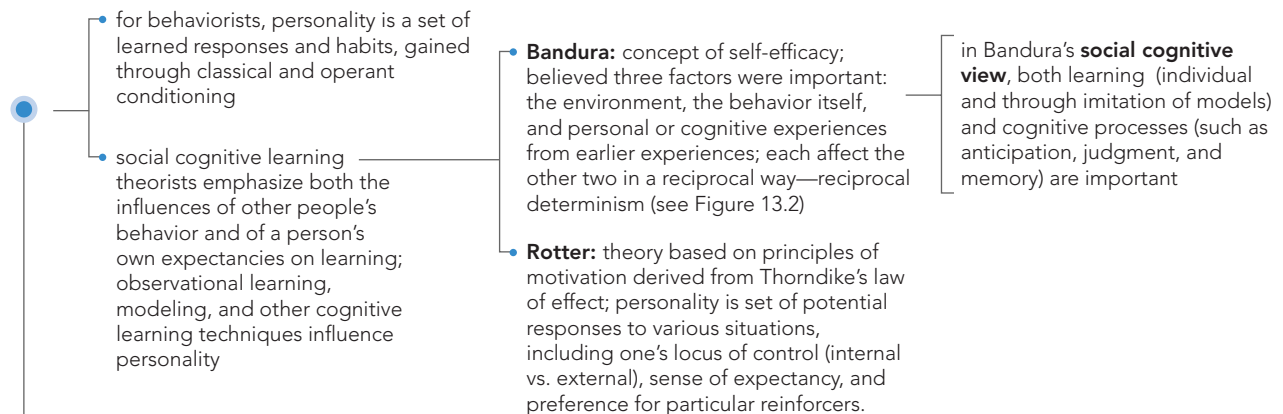 for behaviorists, personality is a set of
learned responses and habits, gained
through classical and operant
conditioning
social cognitive learning
theorists emphasize both the
influences of other people's
behavior and of a person's
own expectancies on learning;
observational learning,
modeling, and other cognitive
learning techniques influence
personality
Bandura: concept of self-efficacy;
believed three factors were important:
the environment, the behavior itself,
and personal or cognitive experiences
from earlier experiences; each affect the
other two in a reciprocal way—reciprocal
determinism (see Figure 13.2)
Rotter: theory based on principles of
motivation derived from Thorndike's law
of effect; personality is set of potential
responses to various situations,
including one's locus of control (internal
vs. external), sense of expectancy, and
preference for particular reinforcers.
in Bandura's social cognitive
view, both learning (individual
and through imitation of models)
and cognitive processes (such as
anticipation, judgment, and
memory) are important